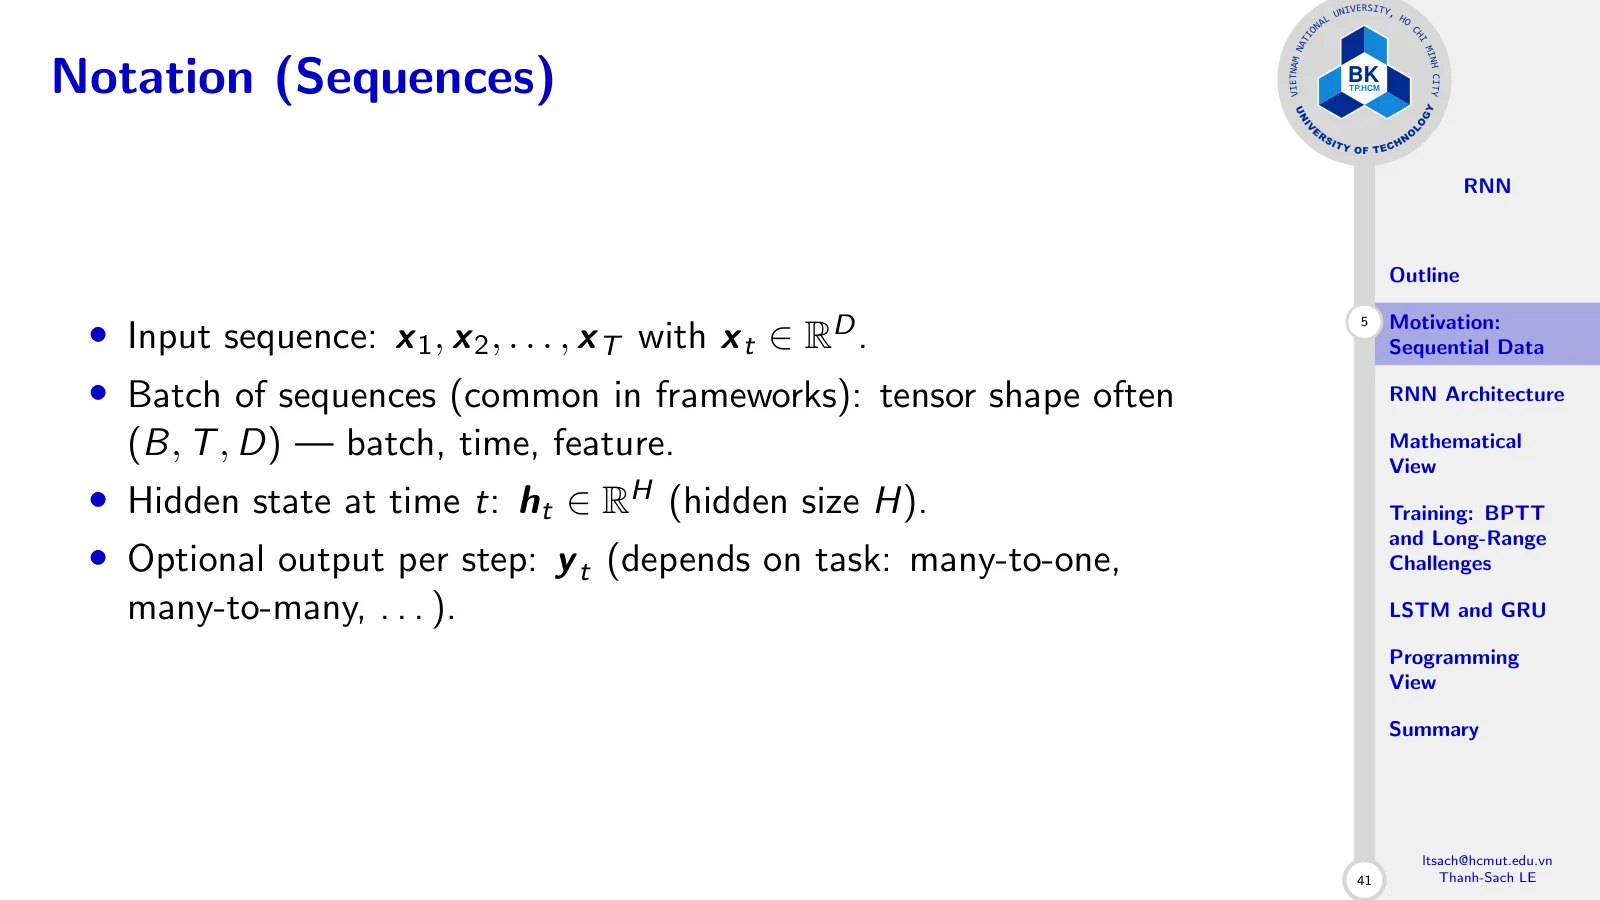 Notation (Sequences)
• Input sequence: x₁, x₂, . . . , x_T with x_t ∈ ℝ^D.
• Batch of sequences (common in frameworks): tensor shape often
(B, T, D) — batch, time, feature.
• Hidden state at time t: h_t ∈ ℝ^H (hidden size H).
• Optional output per step: y_t (depends on task: many-to-one,
many-to-many, . . . ).
VIETNAM NATIONAL UNIVERSITY, HO CHI MINH CITY
BK
TP.HCM
UNIVERSITY OF TECHNOLOGY
RNN
Outline
5
Motivation:
Sequential Data
RNN Architecture
Mathematical
View
Training: BPTT
and Long-Range
Challenges
LSTM and GRU
Programming
View
Summary
41
ltsach@hcmut.edu.vn
Thanh-Sach LE